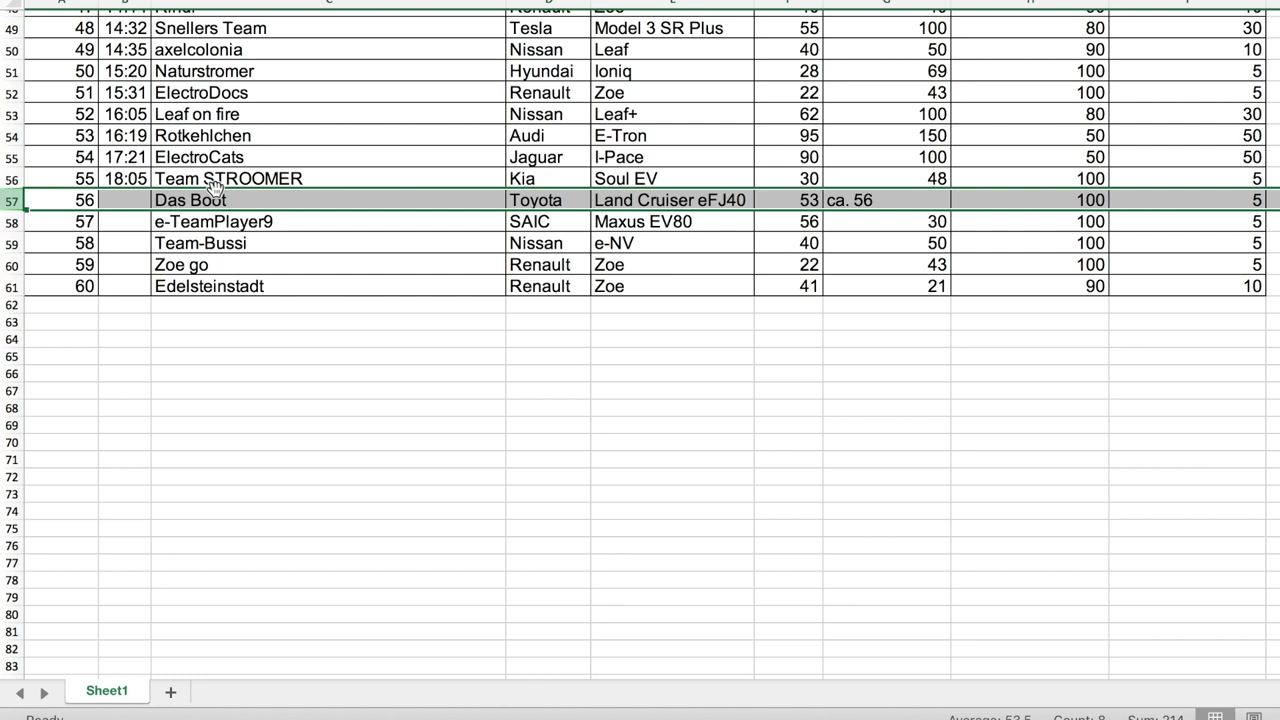 49 48 14:32 Snellers Team Tesla Model 3 SR Plus 55 100 80 30
50 49 14:35 axelcolonia Nissan Leaf 40 50 90 10
51 50 15:20 Naturstromer Hyundai Ioniq 28 69 100 5
52 51 15:31 ElectroDocs Renault Zoe 22 43 100 5
53 52 16:05 Leaf on fire Nissan Leaf+ 62 100 80 30
54 53 16:19 Rotkehlchen Audi E-Tron 95 150 50 50
55 54 17:21 ElectroCats Jaguar I-Pace 90 100 50 50
56 55 18:05 Team STROOMER Kia Soul EV 30 48 100 5
57 56 Das Boot Toyota Land Cruiser eFJ40 53 ca. 56 100 5
58 57 e-TeamPlayer9 SAIC Maxus EV80 56 30 100 5
59 58 Team-Bussi Nissan e-NV 40 50 100 5
60 59 Zoe go Renault Zoe 22 43 100 5
61 60 Edelsteinstadt Renault Zoe 41 21 90 10
62
63
64
65
66
67
68
69
70
71
72
73
74
75
76
77
78
79
80
81
82
83
Sheet1
Ready Average: 53,5 Count: 8 Sum: 214